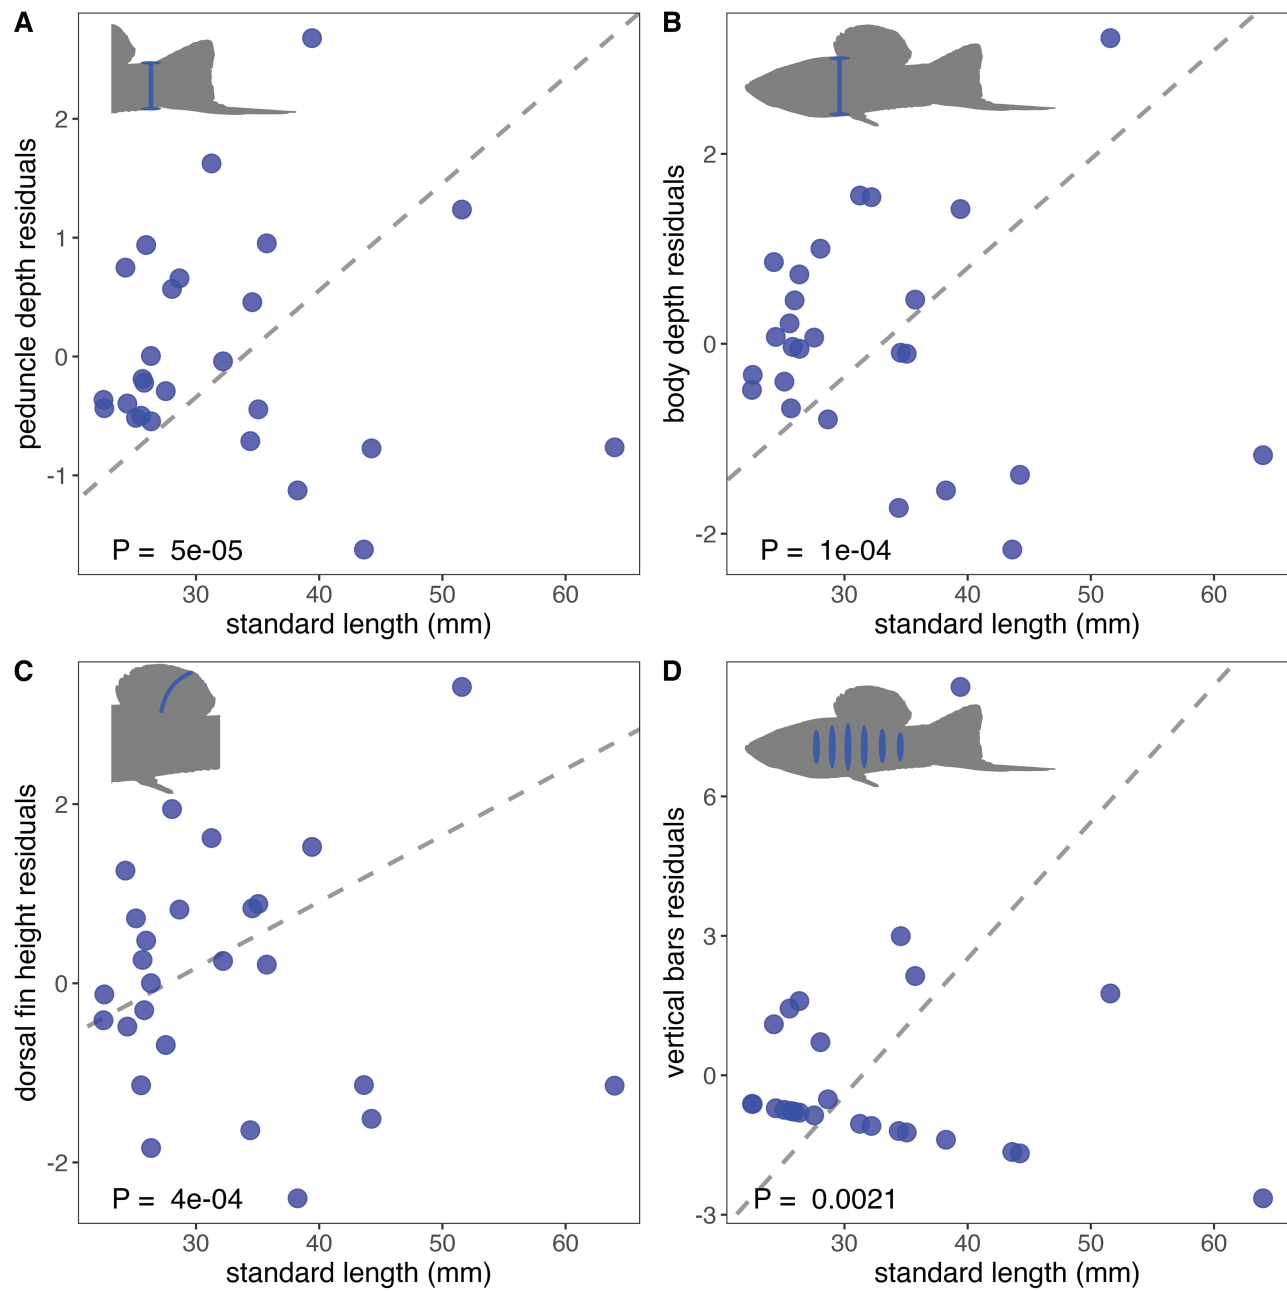 A
peduncle depth residuals
2
1
0
-1
P = 5e-05
30 40 50 60
standard length (mm)
B
body depth residuals
2
0
-2
P = 1e-04
30 40 50 60
standard length (mm)
C
dorsal fin height residuals
2
0
-2
P = 4e-04
30 40 50 60
standard length (mm)
D
vertical bars residuals
6
3
0
-3
P = 0.0021
30 40 50 60
standard length (mm)